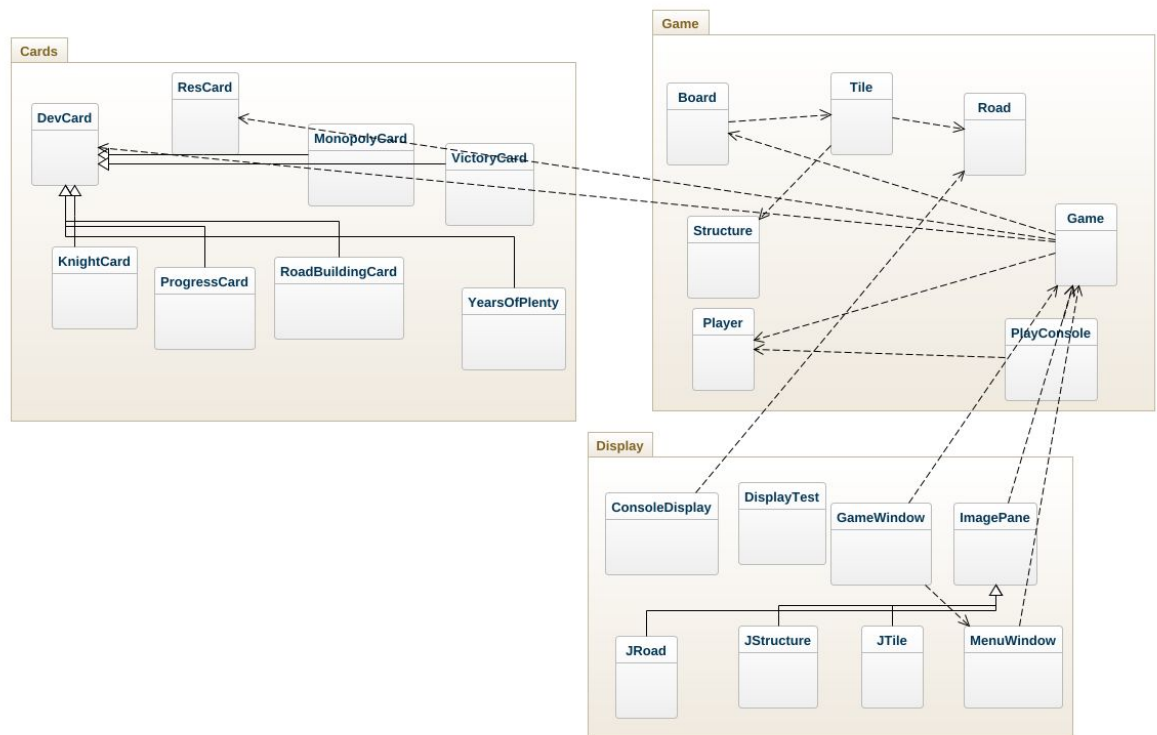 Cards
DevCard
ResCard
MonopolyCard
VictoryCard
KnightCard
ProgressCard
RoadBuildingCard
YearsOfPlenty
Game
Board
Tile
Road
Structure
Game
Player
PlayConsole
Display
ConsoleDisplay
DisplayTest
GameWindow
ImagePane
JRoad
JStructure
JTile
MenuWindow